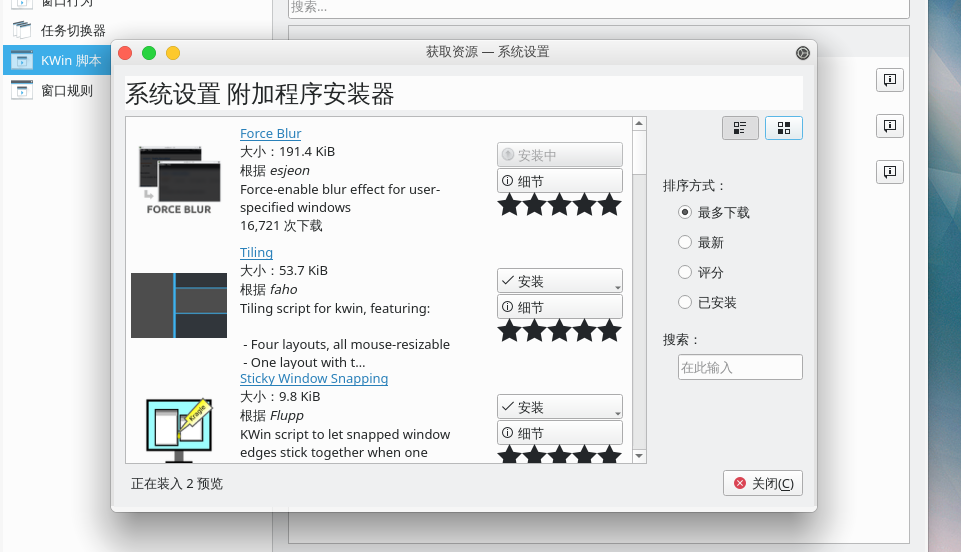 窗口行为
搜索...
任务切换器
KWin 脚本
窗口规则
获取资源 — 系统设置
系统设置 附加程序安装器
Force Blur
大小：191.4 KiB
根据 esjeon
Force-enable blur effect for user-
specified windows
16,721 次下载
FORCE BLUR
安装中
细节
Tiling
大小：53.7 KiB
根据 faho
Tiling script for kwin, featuring:
- Four layouts, all mouse-resizable
- One layout with t...
安装
细节
Sticky Window Snapping
大小：9.8 KiB
根据 Flupp
KWin script to let snapped window
edges stick together when one
Kragle
安装
细节
排序方式：
最多下载
最新
评分
已安装
搜索：
在此输入
正在装入 2 预览
关闭(C)